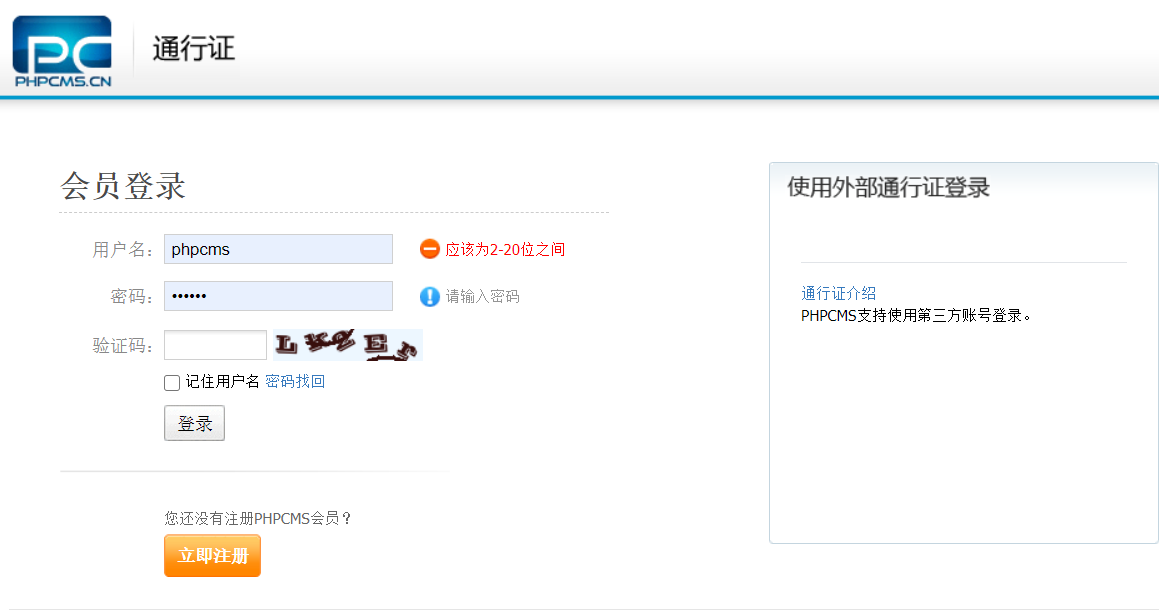 PC
PHPCMS.CN
通行证
会员登录
用户名： phpcms 应该为2-20位之间
密码： •••••• 请输入密码
验证码：
记住用户名 密码找回
登录
您还没有注册PHPCMS会员？
立即注册
使用外部通行证登录
通行证介绍
PHPCMS支持使用第三方账号登录。